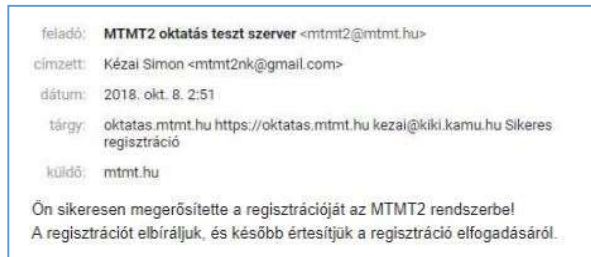 feladó: MTMT2 oktatás teszt szerver <mtmt2@mtmt.hu>
címzett: Kézai Simon <mtmt2nk@gmail.com>
dátum: 2018. okt. 8. 2:51
tárgy: oktatas.mtmt.hu https://oktatas.mtmt.hu kezai@kiki.kamu.hu Sikeres
regisztráció
küldő: mtmt.hu
Ön sikeresen megerősítette a regisztrációját az MTMT2 rendszerbe!
A regisztrációt elbíráljuk, és később értesítjük a regisztráció elfogadásáról.